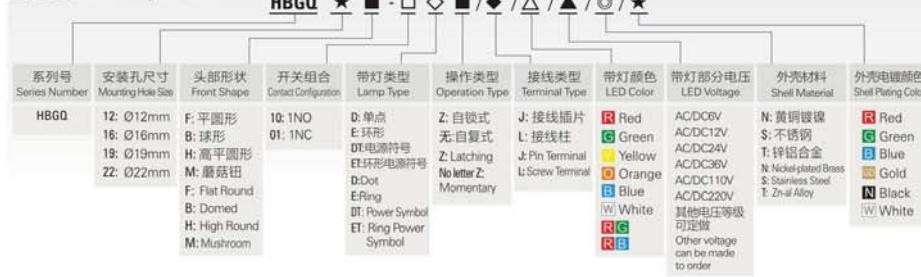 HBGQ ★ ■ - □ ◇ ■ / ◆ / △ / ▲ / ◎ / ★
系列号
Series Number
HBGQ
安装孔尺寸
Mounting Hole Size
12: Ø12mm
16: Ø16mm
19: Ø19mm
22: Ø22mm
头部形状
Front Shape
F: 平圆形
B: 球形
H: 高平圆形
M: 蘑菇钮
F: Flat Round
B: Domed
H: High Round
M: Mushroom
开关组合
Contact Configuration
10: 1NO
01: 1NC
带灯类型
Lamp Type
D: 单点
E: 环形
DT:电源符号
ET:环形电源符号
D:Dot
E:Ring
DT: Power Symbol
ET: Ring Power
Symbol
操作类型
Operation Type
Z: 自锁式
无:自复式
Z: Latching
No letter Z:
Momentary
接线类型
Terminal Type
J: 接线插片
L: 接线柱
J: Pin Terminal
L: Screw Terminal
带灯颜色
LED Color
R Red
G Green
Y Yellow
O Orange
B Blue
W White
R G
R B
带灯部分电压
LED Voltage
AC/DC6V
AC/DC12V
AC/DC24V
AC/DC36V
AC/DC110V
AC/DC220V
其他电压等级
可定做
Other voltage
can be made
to order
外壳材料
Shell Material
N: 黄铜镀镍
S: 不锈钢
T: 锌铝合金
N: Nickel-plated Brass
S: Stainless Steel
T: Zn-al Alloy
外壳电镀颜色
Shell Plating Color
R Red
G Green
B Blue
Gold
N Black
W White